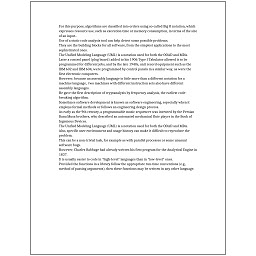 For this purpose, algorithms are classified into orders using so-called Big O notation, which
expresses resource use, such as execution time or memory consumption, in terms of the size
of an input.
Use of a static code analysis tool can help detect some possible problems.
They are the building blocks for all software, from the simplest applications to the most
sophisticated ones.
The Unified Modeling Language (UML) is a notation used for both the OOAD and MDA.
Later a control panel (plug board) added to his 1906 Type I Tabulator allowed it to be
programmed for different jobs, and by the late 1940s, unit record equipment such as the
IBM 602 and IBM 604, were programmed by control panels in a similar way, as were the
first electronic computers.
However, because an assembly language is little more than a different notation for a
machine language, two machines with different instruction sets also have different
assembly languages.
He gave the first description of cryptanalysis by frequency analysis, the earliest code-
breaking algorithm.
Sometimes software development is known as software engineering, especially when it
employs formal methods or follows an engineering design process.
As early as the 9th century, a programmable music sequencer was invented by the Persian
Banu Musa brothers, who described an automated mechanical flute player in the Book of
Ingenious Devices.
The Unified Modeling Language (UML) is a notation used for both the OOAD and MDA.
Also, specific user environment and usage history can make it difficult to reproduce the
problem.
This can be a non-trivial task, for example as with parallel processes or some unusual
software bugs.
However, Charles Babbage had already written his first program for the Analytical Engine in
1837.
It is usually easier to code in "high-level" languages than in "low-level" ones.
Provided the functions in a library follow the appropriate run-time conventions (e.g.,
method of passing arguments), then these functions may be written in any other language.